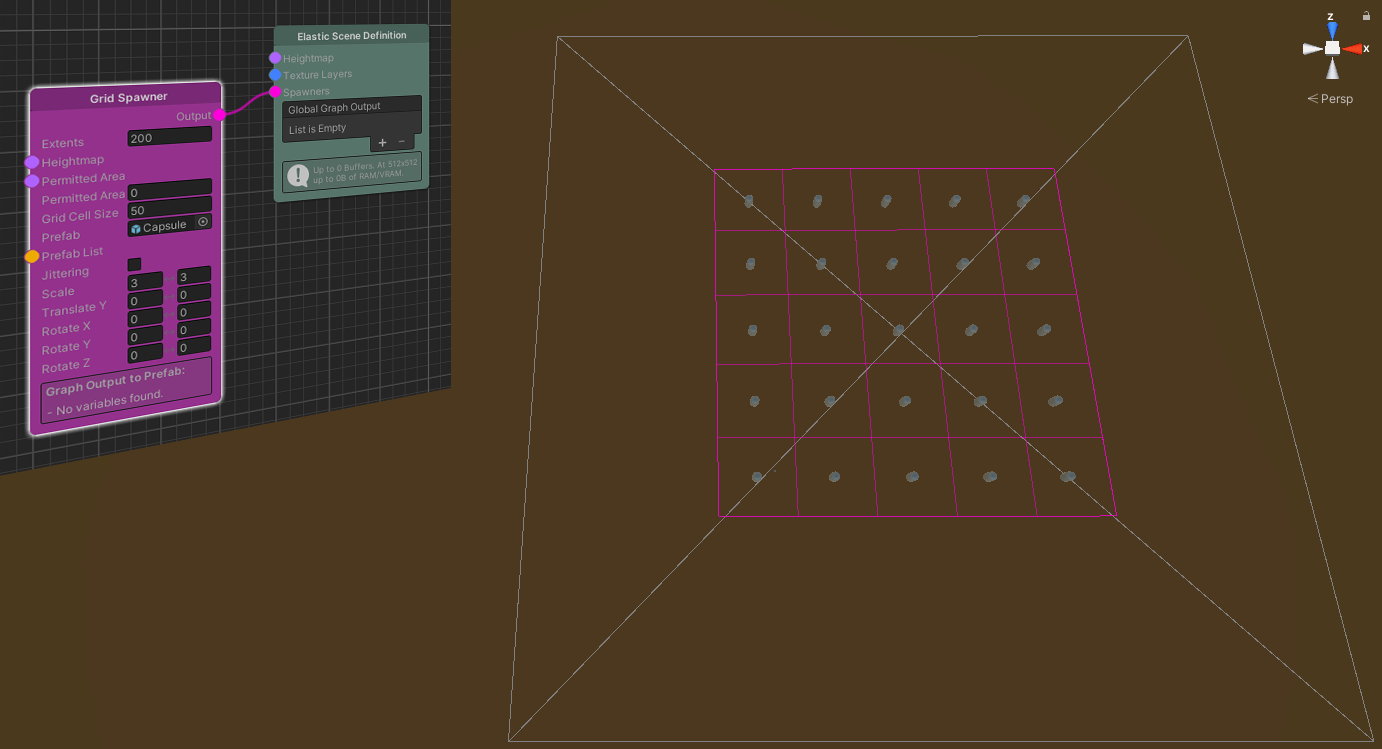 Grid Spawner
Output
Extents 200
Heightmap
Permitted Area
Permitted Area 0
Grid Cell Size 50
Prefab Capsule
Prefab List
Jittering
Scale 3 3
Translate Y 0 0
Rotate X 0 0
Rotate Y 0 0
Rotate Z 0 0
Graph Output to Prefab:
- No variables found.
Elastic Scene Definition
Heightmap
Texture Layers
Spawners
Global Graph Output
List is Empty
+ −
! Up to 0 Buffers. At 512x512
up to 0B of RAM/VRAM.
z
x
Persp